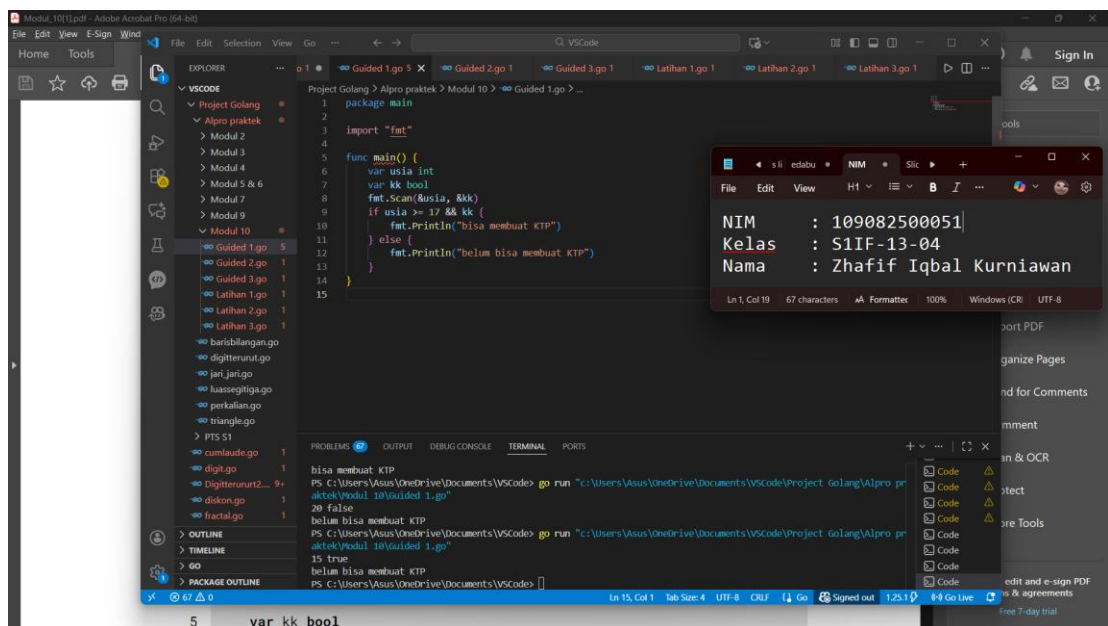 Modul_10[1].pdf - Adobe Acrobat Pro (64-bit)
File Edit View E-Sign Wind
Home Tools
Sign In
File Edit Selection View Go ... VSCode
EXPLORER ... o 1 Guided 1.go 5 Guided 2.go 1 Guided 3.go 1 Latihan 1.go 1 Latihan 2.go 1 Latihan 3.go 1
Project Golang > Alpro praktek > Modul 10 > Guided 1.go > ...
VSCODE
Project Golang
Alpro praktek
Modul 2
Modul 3
Modul 4
Modul 5 & 6
Modul 7
Modul 9
Modul 10
Guided 1.go 5
Guided 2.go 1
Guided 3.go 1
Latihan 1.go 1
Latihan 2.go 1
Latihan 3.go 1
barisbilangan.go
digitterurut.go
jari_jari.go
luassegitiga.go
perkalian.go
triangle.go
PTS S1
cumlaude.go 1
digit.go 1
Digitterururt2.... 9+
diskon.go 1
fractal.go 1
OUTLINE
TIMELINE
GO
PACKAGE OUTLINE
1 package main
2
3 import "fmt"
4
5 func main() {
6 var usia int
7 var kk bool
8 fmt.Scan(&usia, &kk)
9 if usia >= 17 && kk {
10 fmt.Println("bisa membuat KTP")
11 } else {
12 fmt.Println("belum bisa membuat KTP")
13 }
14 }
15
s li edabu NIM Slic +
File Edit View H1 B I ...
NIM : 109082500051
Kelas : S1IF-13-04
Nama : Zhafif Iqbal Kurniawan
Ln 1, Col 19 67 characters Formatted 100% Windows (CRl UTF-8
ools
port PDF
ganize Pages
nd for Comments
mment
an & OCR
otect
ore Tools
edit and e-sign PDF
ns & agreements
Free 7-day trial
PROBLEMS 67 OUTPUT DEBUG CONSOLE TERMINAL PORTS
bisa membuat KTP
PS C:\Users\Asus\OneDrive\Documents\VSCode> go run "c:\Users\Asus\OneDrive\Documents\VSCode\Project Golang\Alpro pr
aktek\Modul 10\Guided 1.go"
20 false
belum bisa membuat KTP
PS C:\Users\Asus\OneDrive\Documents\VSCode> go run "c:\Users\Asus\OneDrive\Documents\VSCode\Project Golang\Alpro pr
aktek\Modul 10\Guided 1.go"
15 true
belum bisa membuat KTP
PS C:\Users\Asus\OneDrive\Documents\VSCode>
Code
Code
Code
Code
Code
Code
Code
Code
67 0 Ln 15, Col 1 Tab Size: 4 UTF-8 CRLF Go Signed out 1.25.1 Go Live
5 var kk bool